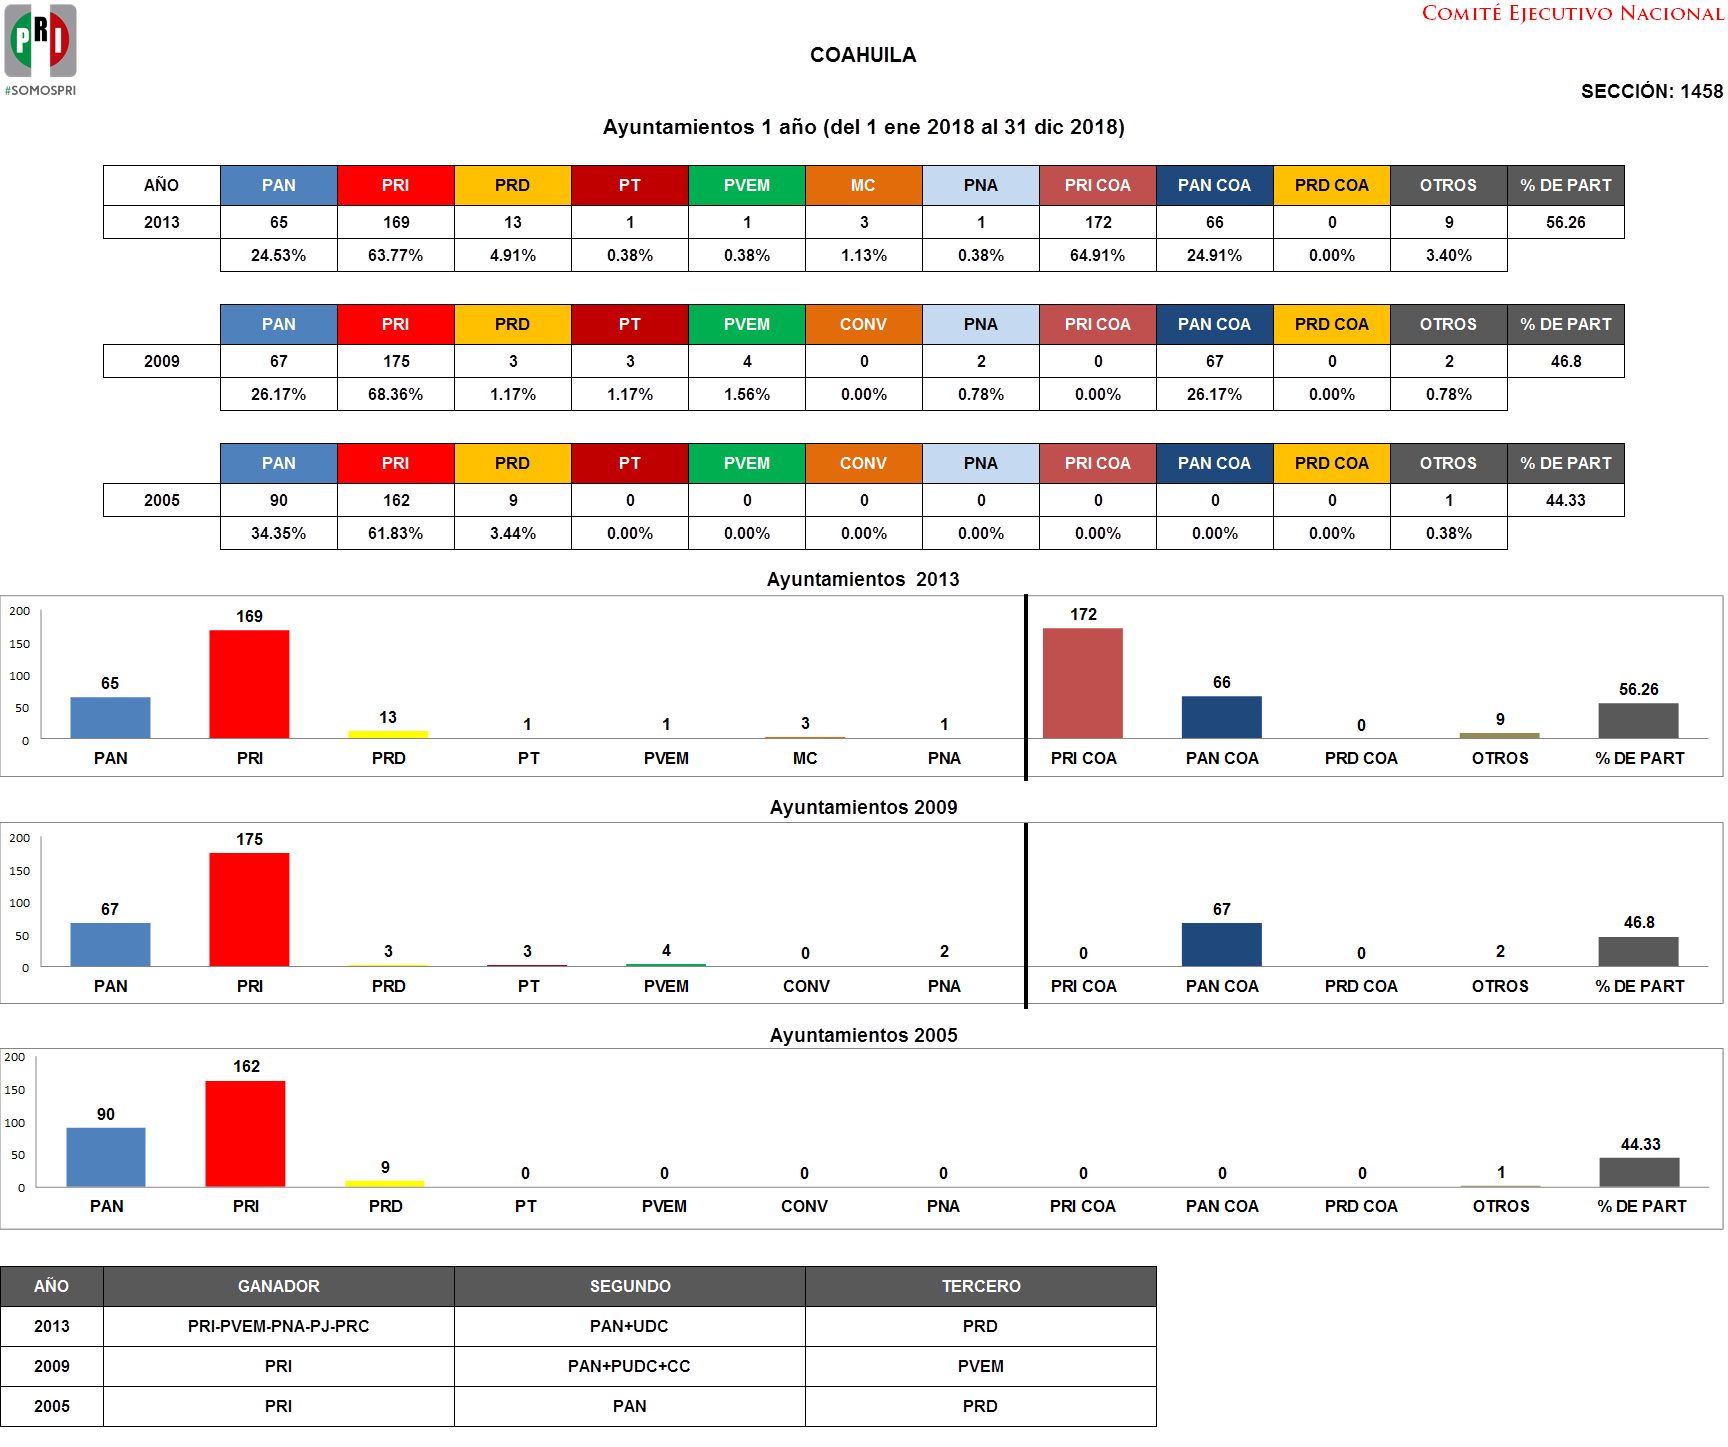 PRI
#SOMOSPRI
COMITÉ EJECUTIVO NACIONAL
COAHUILA
SECCIÓN: 1458
Ayuntamientos 1 año (del 1 ene 2018 al 31 dic 2018)
AÑO PAN PRI PRD PT PVEM MC PNA PRI COA PAN COA PRD COA OTROS % DE PART
2013 65 169 13 1 1 3 1 172 66 0 9 56.26
24.53% 63.77% 4.91% 0.38% 0.38% 1.13% 0.38% 64.91% 24.91% 0.00% 3.40%
PAN PRI PRD PT PVEM CONV PNA PRI COA PAN COA PRD COA OTROS % DE PART
2009 67 175 3 3 4 0 2 0 67 0 2 46.8
26.17% 68.36% 1.17% 1.17% 1.56% 0.00% 0.78% 0.00% 26.17% 0.00% 0.78%
PAN PRI PRD PT PVEM CONV PNA PRI COA PAN COA PRD COA OTROS % DE PART
2005 90 162 9 0 0 0 0 0 0 0 1 44.33
34.35% 61.83% 3.44% 0.00% 0.00% 0.00% 0.00% 0.00% 0.00% 0.00% 0.38%
Ayuntamientos 2013
200
150
100
50
0
65 169 13 1 1 3 1 172 66 0 9 56.26
PAN PRI PRD PT PVEM MC PNA PRI COA PAN COA PRD COA OTROS % DE PART
Ayuntamientos 2009
200
150
100
50
0
67 175 3 3 4 0 2 0 67 0 2 46.8
PAN PRI PRD PT PVEM CONV PNA PRI COA PAN COA PRD COA OTROS % DE PART
Ayuntamientos 2005
200
150
100
50
0
90 162 9 0 0 0 0 0 0 0 1 44.33
PAN PRI PRD PT PVEM CONV PNA PRI COA PAN COA PRD COA OTROS % DE PART
AÑO GANADOR SEGUNDO TERCERO
2013 PRI-PVEM-PNA-PJ-PRC PAN+UDC PRD
2009 PRI PAN+PUDC+CC PVEM
2005 PRI PAN PRD